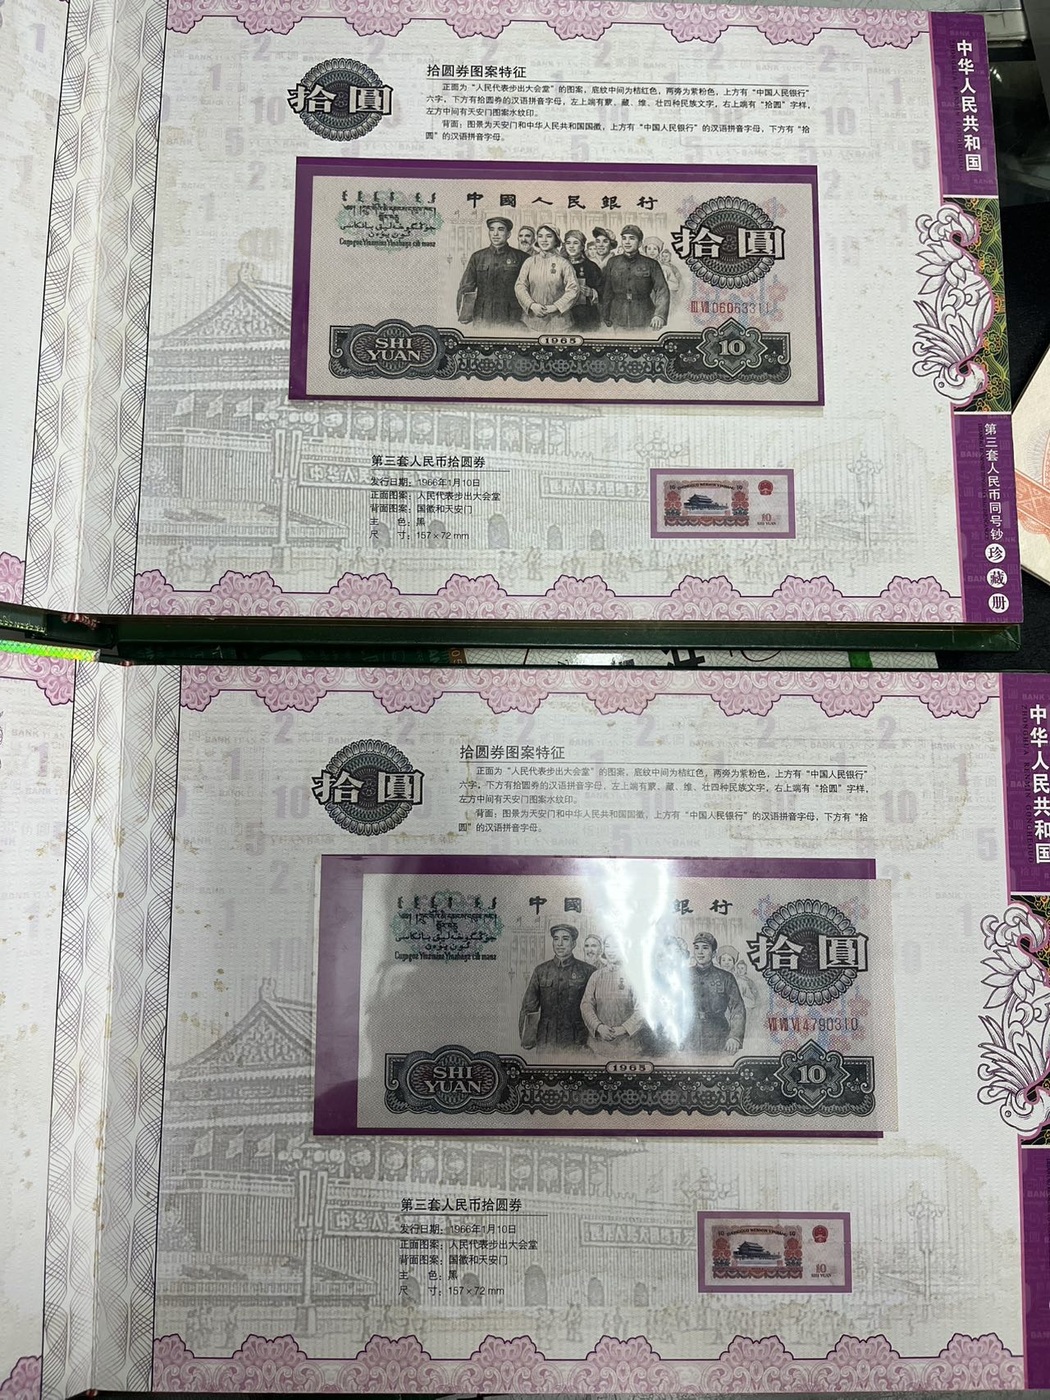 拾圓
拾圆券图案特征
正面为“人民代表步出大会堂”的图案，底纹中间为桔红色，两旁为紫粉色，上方有“中国人民银行”
六字，下方有拾圆券的汉语拼音字母，左上端有蒙、藏、维、壮四种民族文字，右上端有“拾圆”字样，
左方中间有天安门图案水纹印。
背面：图景为天安门和中华人民共和国国徽，上方有“中国人民银行”的汉语拼音字母，下方有“拾
圆”的汉语拼音字母。
中國人民銀行
拾圓
SHI
YUAN
1965
10
第三套人民币拾圆券
发行日期：1966年1月10日
正面图案：人民代表步出大会堂
背面图案：国徽和天安门
主　色：黑
尺　寸：157×72 mm
10
中华人民共和国
第三套人民币同号钞珍藏册
拾圓
拾圆券图案特征
正面为“人民代表步出大会堂”的图案，底纹中间为桔红色，两旁为紫粉色，上方有“中国人民银行”
六字，下方有拾圆券的汉语拼音字母，左上端有蒙、藏、维、壮四种民族文字，右上端有“拾圆”字样，
左方中间有天安门图案水纹印。
背面：图景为天安门和中华人民共和国国徽，上方有“中国人民银行”的汉语拼音字母，下方有“拾
圆”的汉语拼音字母。
中國 銀行
拾圓
ⅦⅧⅥ4790310
SHI
YUAN
1965
10
第三套人民币拾圆券
发行日期：1966年1月10日
正面图案：人民代表步出大会堂
背面图案：国徽和天安门
主　色：黑
尺　寸：157×72 mm
10
中华人民共和国